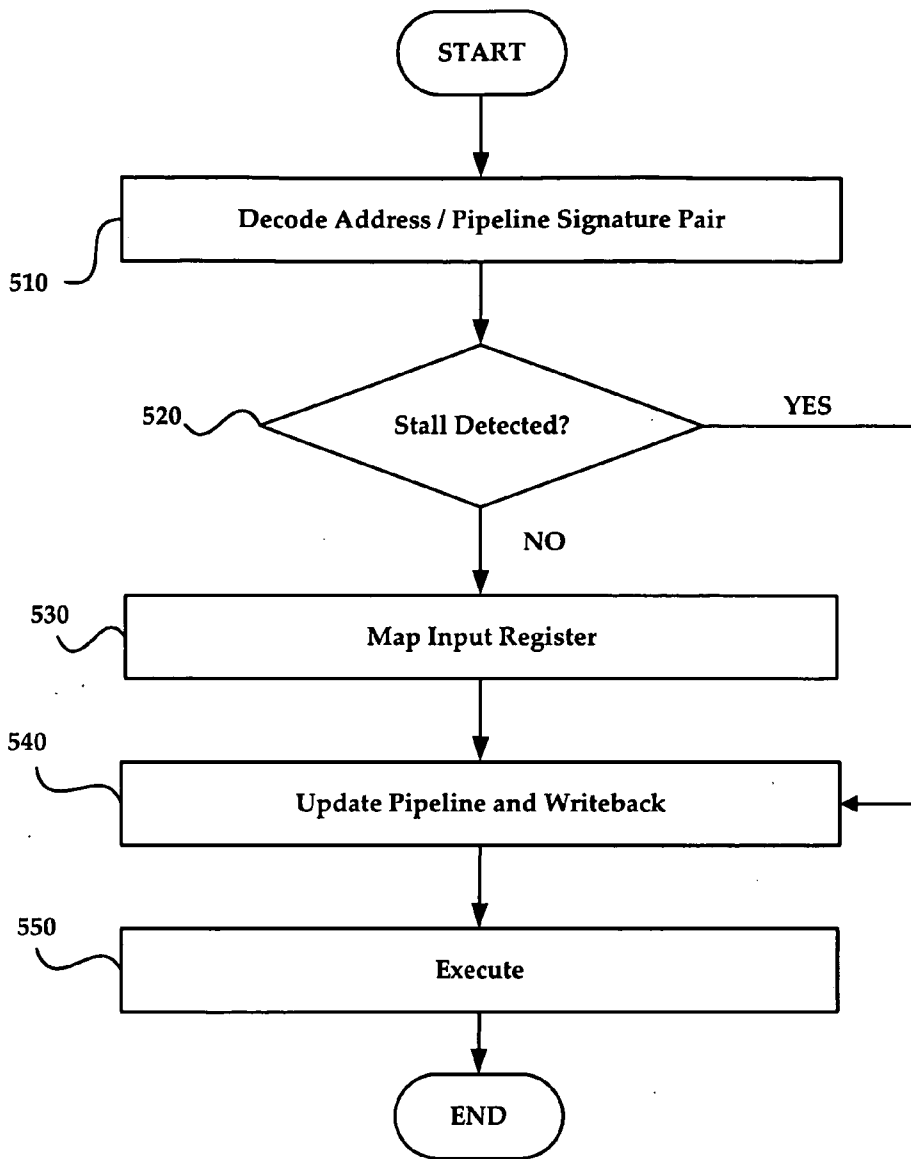 START
Decode Address / Pipeline Signature Pair
510
520
Stall Detected?
YES
NO
530
Map Input Register
540
Update Pipeline and Writeback
550
Execute
END